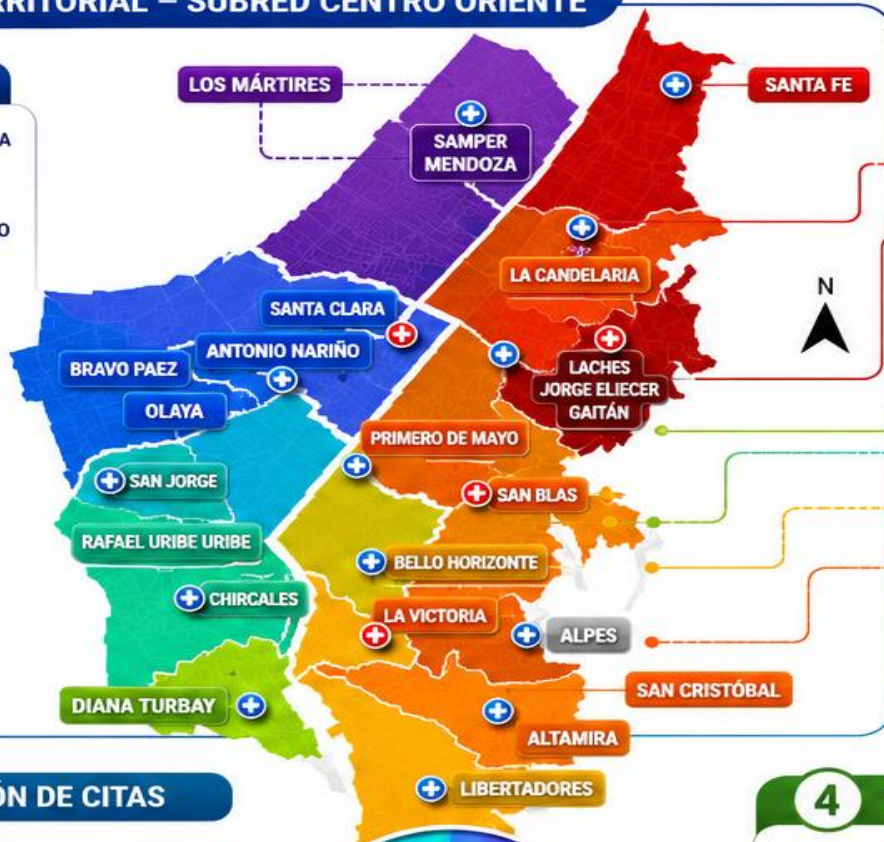 RRITORIAL – SUBRED CENTRO ORIENTE
LOS MÁRTIRES
SANTA FE
A
SAMPER
MENDOZA
O
LA CANDELARIA
N
SANTA CLARA
ANTONIO NARIÑO
BRAVO PAEZ
LACHES
JORGE ELIECER
GAITÁN
OLAYA
PRIMERO DE MAYO
SAN JORGE
SAN BLAS
RAFAEL URIBE URIBE
BELLO HORIZONTE
CHIRCALES
LA VICTORIA
ALPES
SAN CRISTÓBAL
DIANA TURBAY
ALTAMIRA
LIBERTADORES
ÓN DE CITAS
4